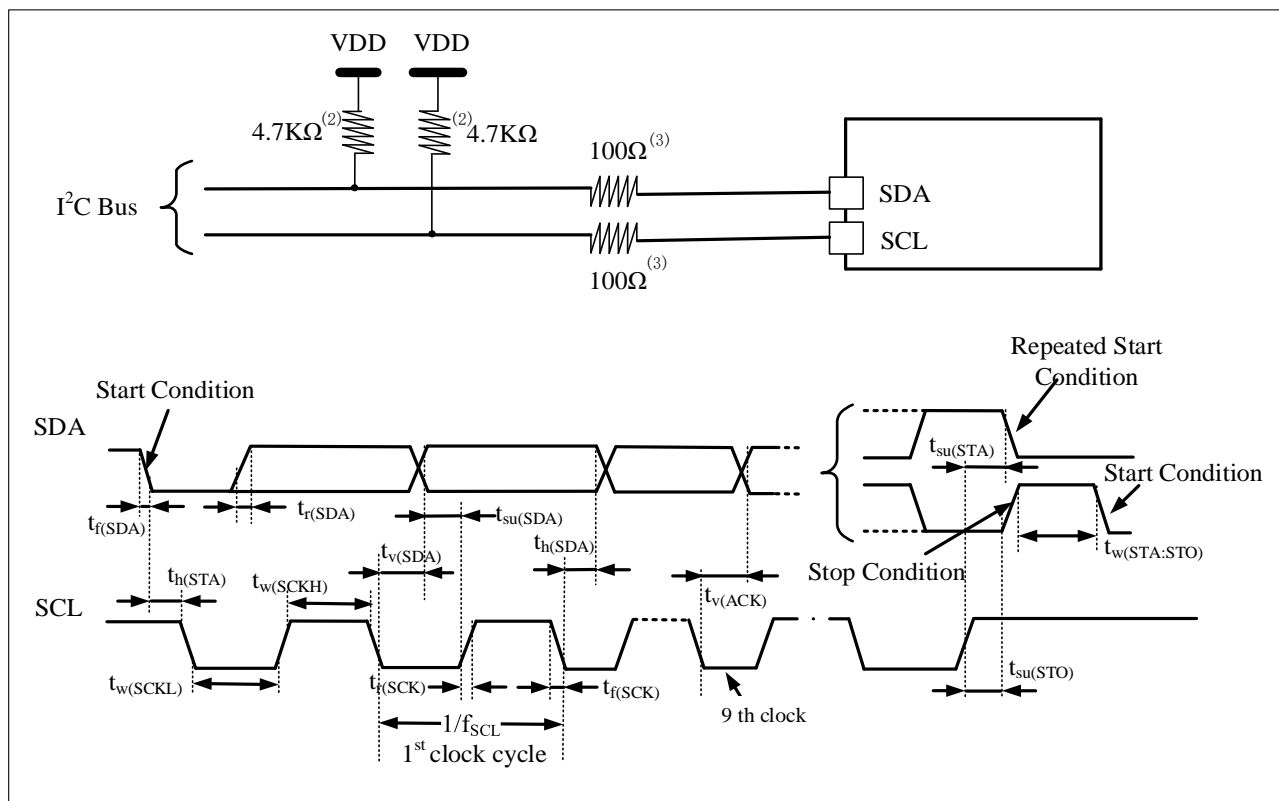 VDD VDD
4.7KΩ(2) (2)4.7KΩ
100Ω(3)
I2C Bus
SDA
SCL
100Ω(3)
Repeated Start
Condition
Start Condition
SDA
tsu(STA)
Start Condition
tf(SDA)
tr(SDA)
tsu(SDA)
tv(SDA)
th(SDA)
tw(STA:STO)
th(STA)
tw(SCKH)
Stop Condition
tv(ACK)
SCL
tw(SCKL)
tr(SCK)
tf(SCK)
tsu(STO)
9 th clock
1/fSCL
1st clock cycle